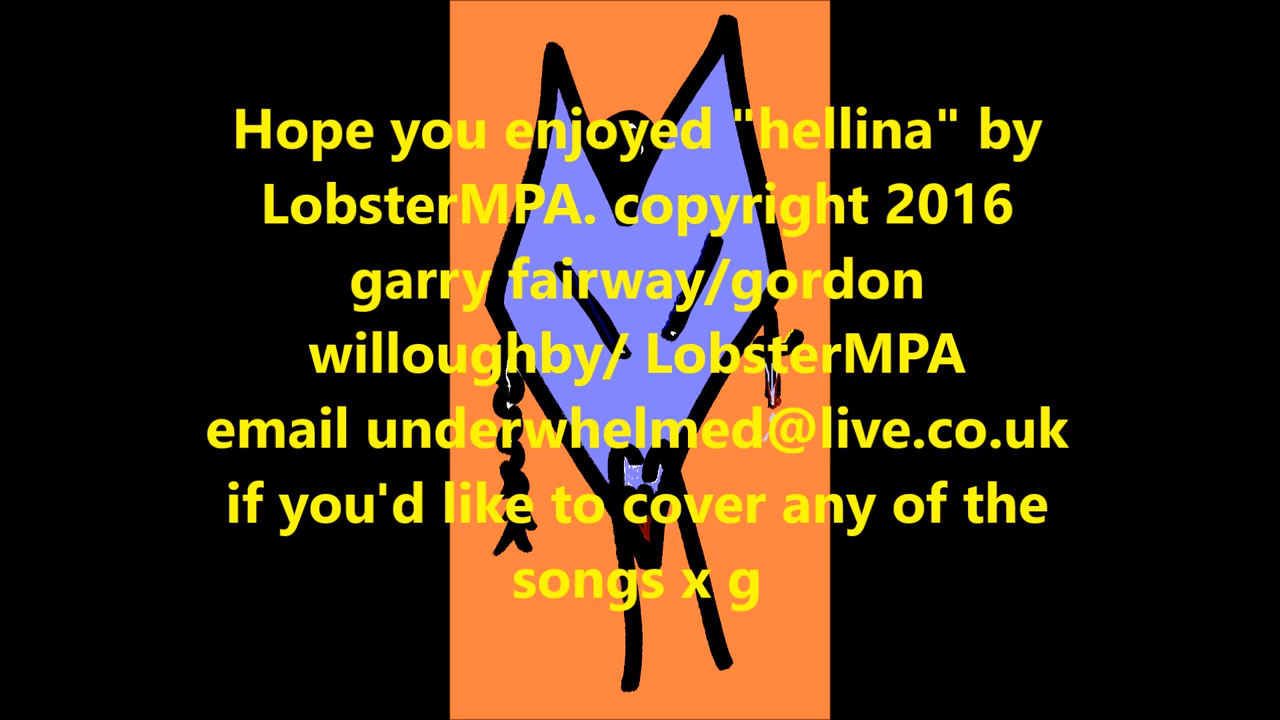 Hope you enjoyed "hellina" by
LobsterMPA. copyright 2016
garry fairway/gordon
willoughby/ LobsterMPA
email underwhelmed@live.co.uk
if you'd like to cover any of the
songs x g